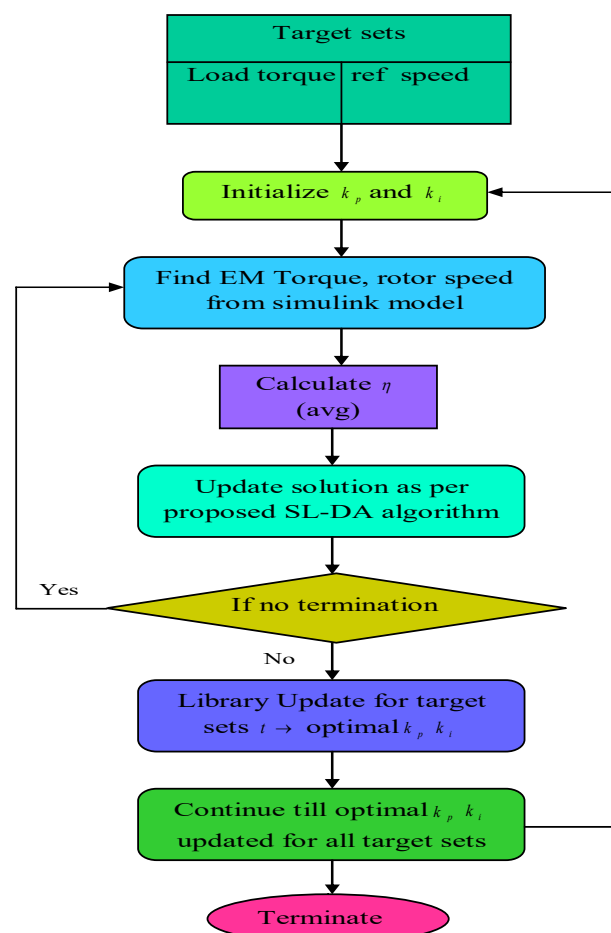 Target sets
Load torque ref speed
Initialize k p and k i
Find EM Torque, rotor speed
from simulink model
Calculate η
(avg)
Update solution as per
proposed SL-DA algorithm
Yes
If no termination
No
Library Update for target
sets t → optimal k p k i
Continue till optimal k p k i
updated for all target sets
Terminate